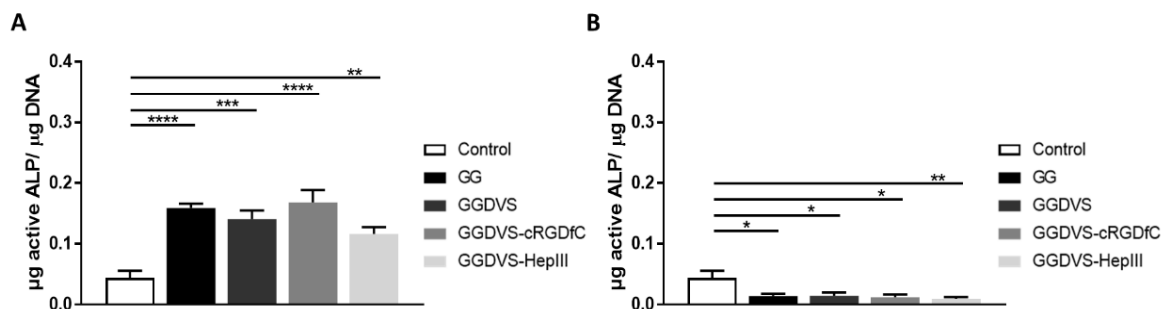 A
µg active ALP/ µg DNA
0.4
0.3
0.2
0.1
0.0
**
****
***
****
Control
GG
GGDVS
GGDVS-cRGDfC
GGDVS-HepIII
B
µg active ALP/ µg DNA
0.4
0.3
0.2
0.1
0.0
**
*
*
*
Control
GG
GGDVS
GGDVS-cRGDfC
GGDVS-HepIII